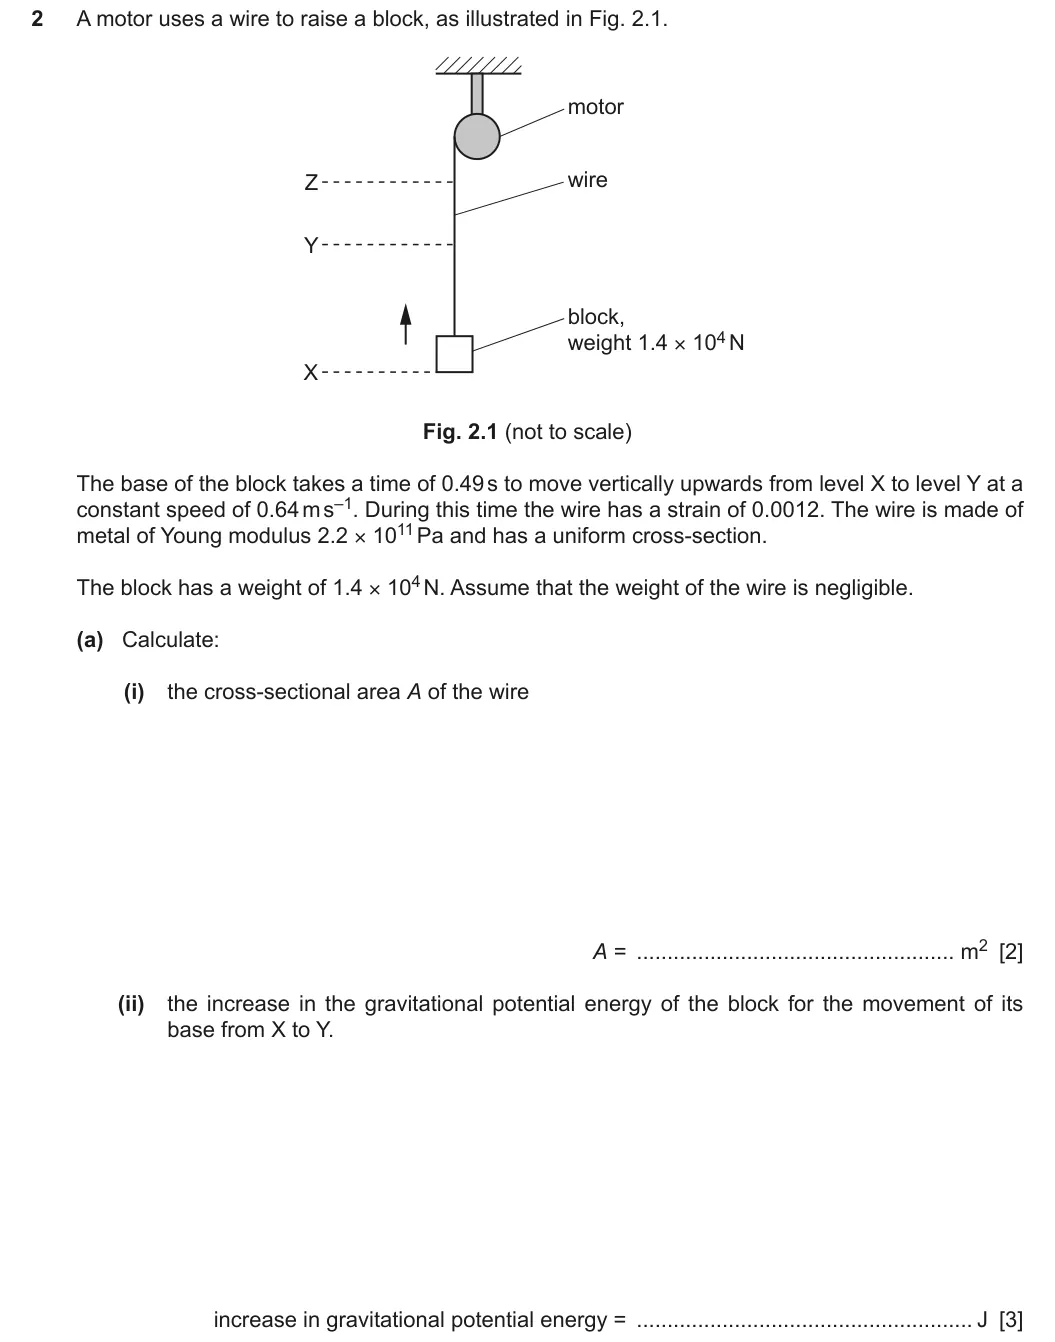 2 A motor uses a wire to raise a block, as illustrated in Fig. 2.1.
motor
Z
wire
Y
block,
weight 1.4 × 10⁴ N
X
Fig. 2.1 (not to scale)
The base of the block takes a time of 0.49 s to move vertically upwards from level X to level Y at a
constant speed of 0.64 m s⁻¹. During this time the wire has a strain of 0.0012. The wire is made of
metal of Young modulus 2.2 × 10¹¹ Pa and has a uniform cross-section.
The block has a weight of 1.4 × 10⁴ N. Assume that the weight of the wire is negligible.
(a) Calculate:
(i) the cross-sectional area A of the wire
A = .................................................... m² [2]
(ii) the increase in the gravitational potential energy of the block for the movement of its
base from X to Y.
increase in gravitational potential energy = ....................................................... J [3]